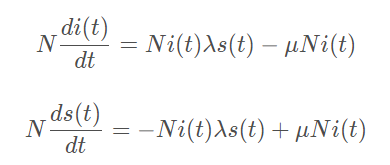 N di(t)/dt = Ni(t)λs(t) − μNi(t)
N ds(t)/dt = −Ni(t)λs(t) + μNi(t)